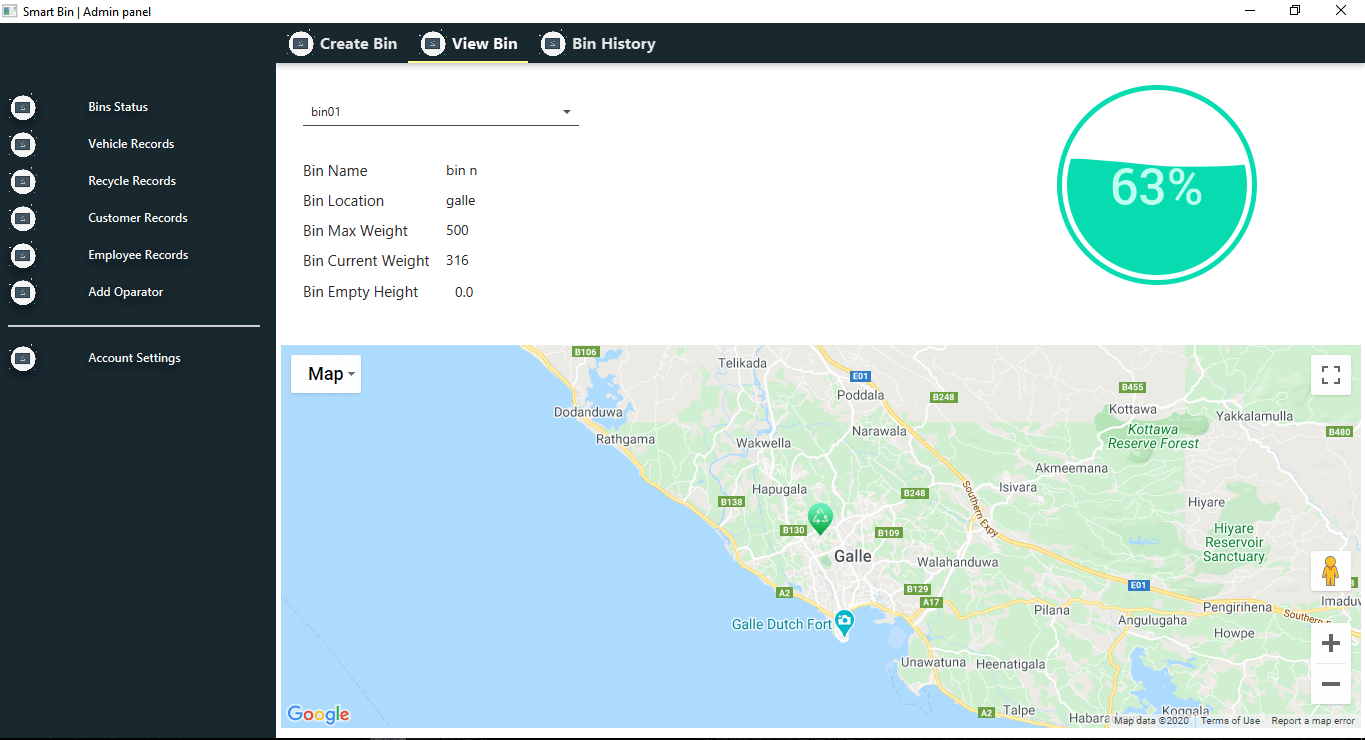 Smart Bin | Admin panel
Create Bin View Bin Bin History
Bins Status
Vehicle Records
Recycle Records
Customer Records
Employee Records
Add Oparator
Account Settings
bin01
Bin Name bin n
Bin Location galle
Bin Max Weight 500
Bin Current Weight 316
Bin Empty Height 0.0
63%
Map
B106
Telikada
E01
Poddala
B455
B248
Kottawa
Dodanduwa
Yakkalamulla
Rathgama
Wakwella
Narawala
Kottawa
Reserve Forest
B480
Akmeemana
Hapugala
Isivara
B138
B248
Southern Expy
Hiyare
B130
B109
Hiyare
Reservoir
Sanctuary
Galle
Walahanduwa
A2
B129
A17
E01
Imaduw
Pilana
Pengirihena
Galle Dutch Fort
Angulugaha
Southern E
Howpe
Unawatuna
Heenatigala
A2
Talpe
Habara
Koggala
Google
Map data ©2020 Terms of Use Report a map error